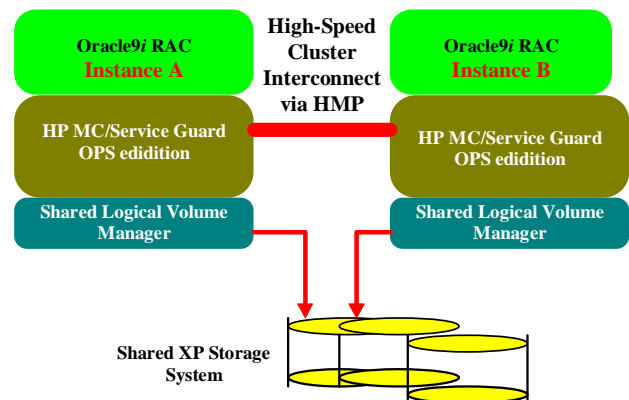 Oracle9i RAC
Instance A
High-Speed
Cluster
Interconnect
via HMP
Oracle9i RAC
Instance B
HP MC/Service Guard
OPS edidition
HP MC/Service Guard
OPS edidition
Shared Logical Volume
Manager
Shared Logical Volume
Manager
Shared XP Storage
System